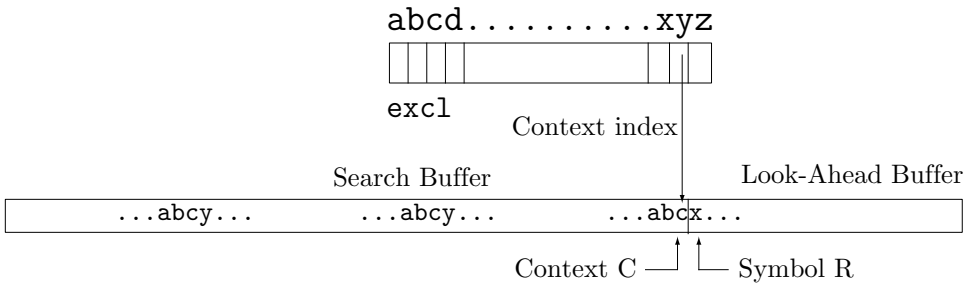 abcd..........xyz
excl
Context index
Search Buffer
Look-Ahead Buffer
...abcy... ...abcy... ...abcx...
Context C
Symbol R